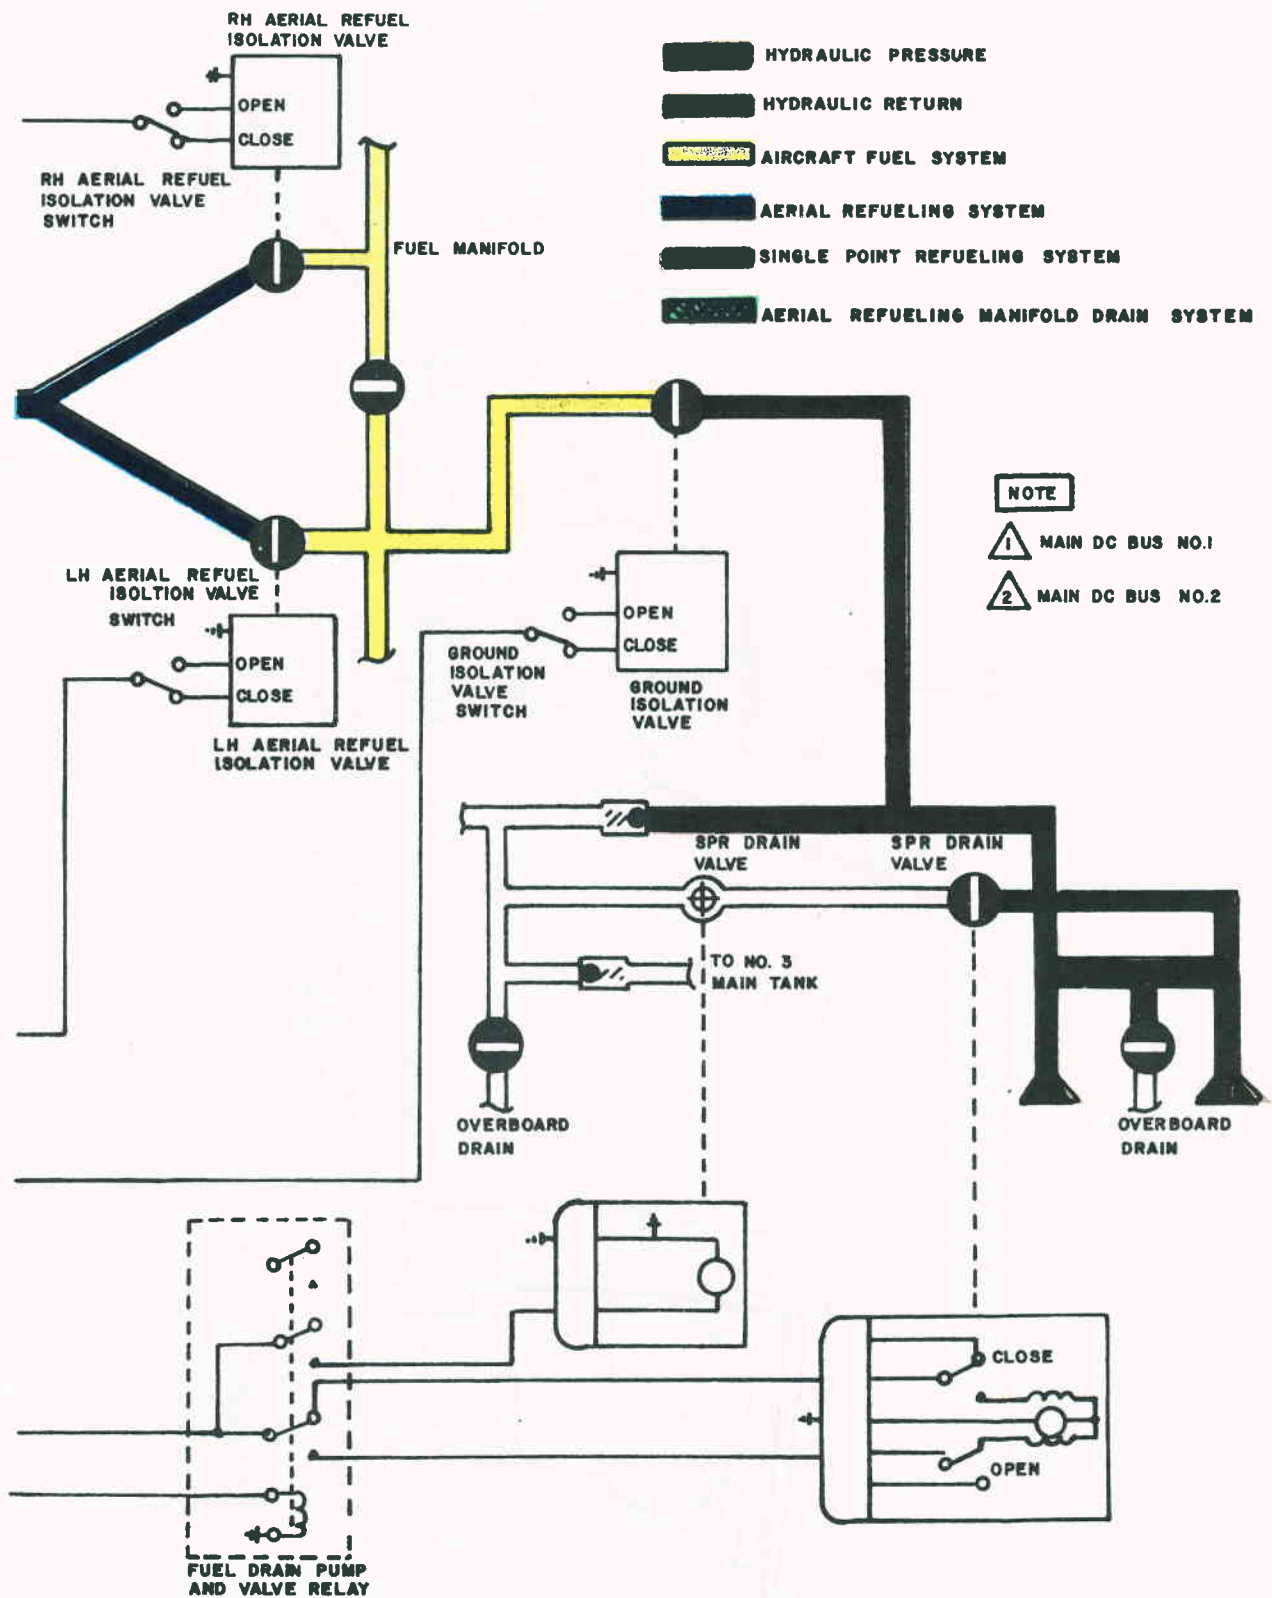 RH AERIAL REFUEL
ISOLATION VALVE
OPEN
CLOSE
RH AERIAL REFUEL
ISOLATION VALVE
SWITCH
FUEL MANIFOLD
HYDRAULIC PRESSURE
HYDRAULIC RETURN
AIRCRAFT FUEL SYSTEM
AERIAL REFUELING SYSTEM
SINGLE POINT REFUELING SYSTEM
AERIAL REFUELING MANIFOLD DRAIN SYSTEM
NOTE
1 MAIN DC BUS NO.1
2 MAIN DC BUS NO.2
LH AERIAL REFUEL
ISOLTION VALVE
SWITCH
OPEN
CLOSE
LH AERIAL REFUEL
ISOLATION VALVE
GROUND
ISOLATION
VALVE
SWITCH
OPEN
CLOSE
GROUND
ISOLATION
VALVE
SPR DRAIN
VALVE
SPR DRAIN
VALVE
TO NO. 3
MAIN TANK
OVERBOARD
DRAIN
OVERBOARD
DRAIN
CLOSE
OPEN
FUEL DRAIN PUMP
AND VALVE RELAY